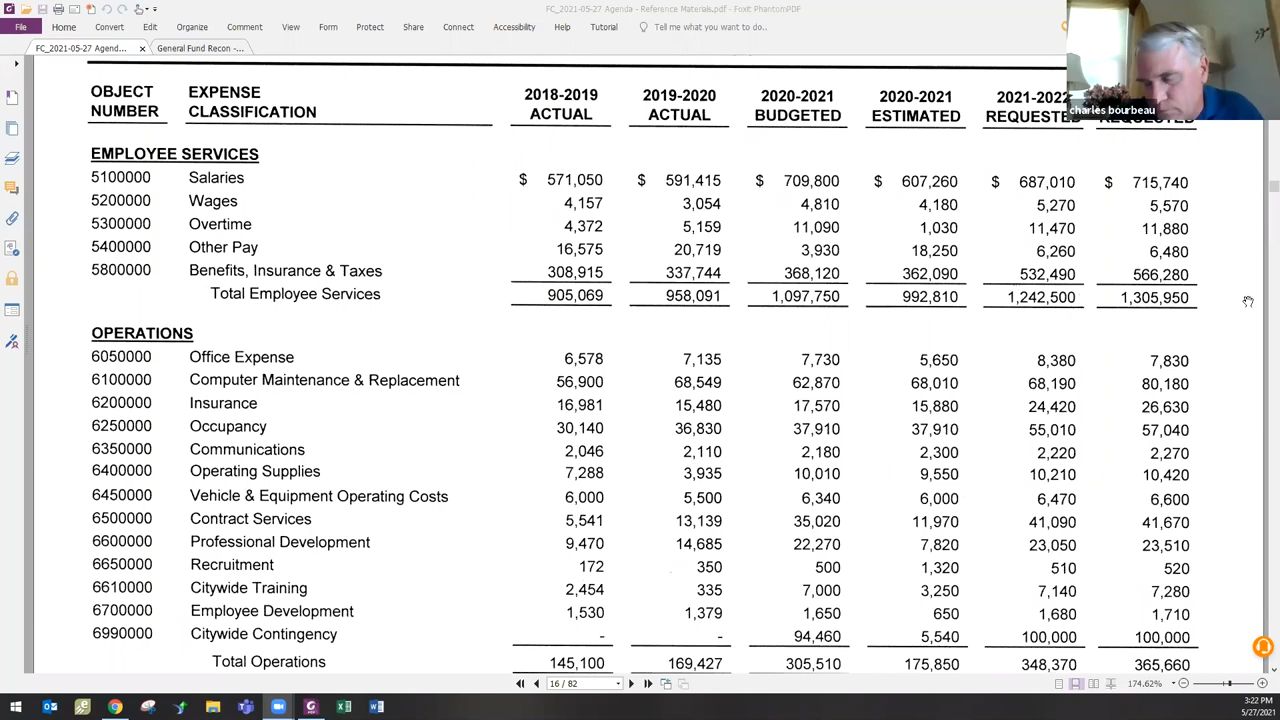 FC_2021-05-27 Agenda - Reference Materials.pdf - Foxit PhantomPDF
File Home Convert Edit Organize Comment View Form Protect Share Connect Accessibility Help Tutorial Tell me what you want to do..
FC_2021-05-27 Agend... × General Fund Recon -...
charles bourbeau
OBJECT NUMBER EXPENSE CLASSIFICATION 2018-2019 ACTUAL 2019-2020 ACTUAL 2020-2021 BUDGETED 2020-2021 ESTIMATED 2021-2022 REQUESTED REQUESTED
EMPLOYEE SERVICES
5100000 Salaries $ 571,050 $ 591,415 $ 709,800 $ 607,260 $ 687,010 $ 715,740
5200000 Wages 4,157 3,054 4,810 4,180 5,270 5,570
5300000 Overtime 4,372 5,159 11,090 1,030 11,470 11,880
5400000 Other Pay 16,575 20,719 3,930 18,250 6,260 6,480
5800000 Benefits, Insurance & Taxes 308,915 337,744 368,120 362,090 532,490 566,280
Total Employee Services 905,069 958,091 1,097,750 992,810 1,242,500 1,305,950
OPERATIONS
6050000 Office Expense 6,578 7,135 7,730 5,650 8,380 7,830
6100000 Computer Maintenance & Replacement 56,900 68,549 62,870 68,010 68,190 80,180
6200000 Insurance 16,981 15,480 17,570 15,880 24,420 26,630
6250000 Occupancy 30,140 36,830 37,910 37,910 55,010 57,040
6350000 Communications 2,046 2,110 2,180 2,300 2,220 2,270
6400000 Operating Supplies 7,288 3,935 10,010 9,550 10,210 10,420
6450000 Vehicle & Equipment Operating Costs 6,000 5,500 6,340 6,000 6,470 6,600
6500000 Contract Services 5,541 13,139 35,020 11,970 41,090 41,670
6600000 Professional Development 9,470 14,685 22,270 7,820 23,050 23,510
6650000 Recruitment 172 350 500 1,320 510 520
6610000 Citywide Training 2,454 335 7,000 3,250 7,140 7,280
6700000 Employee Development 1,530 1,379 1,650 650 1,680 1,710
6990000 Citywide Contingency - - 94,460 5,540 100,000 100,000
Total Operations 145,100 169,427 305,510 175,850 348,370 365,660
16 / 82
174.62%
3:22 PM
5/27/2021